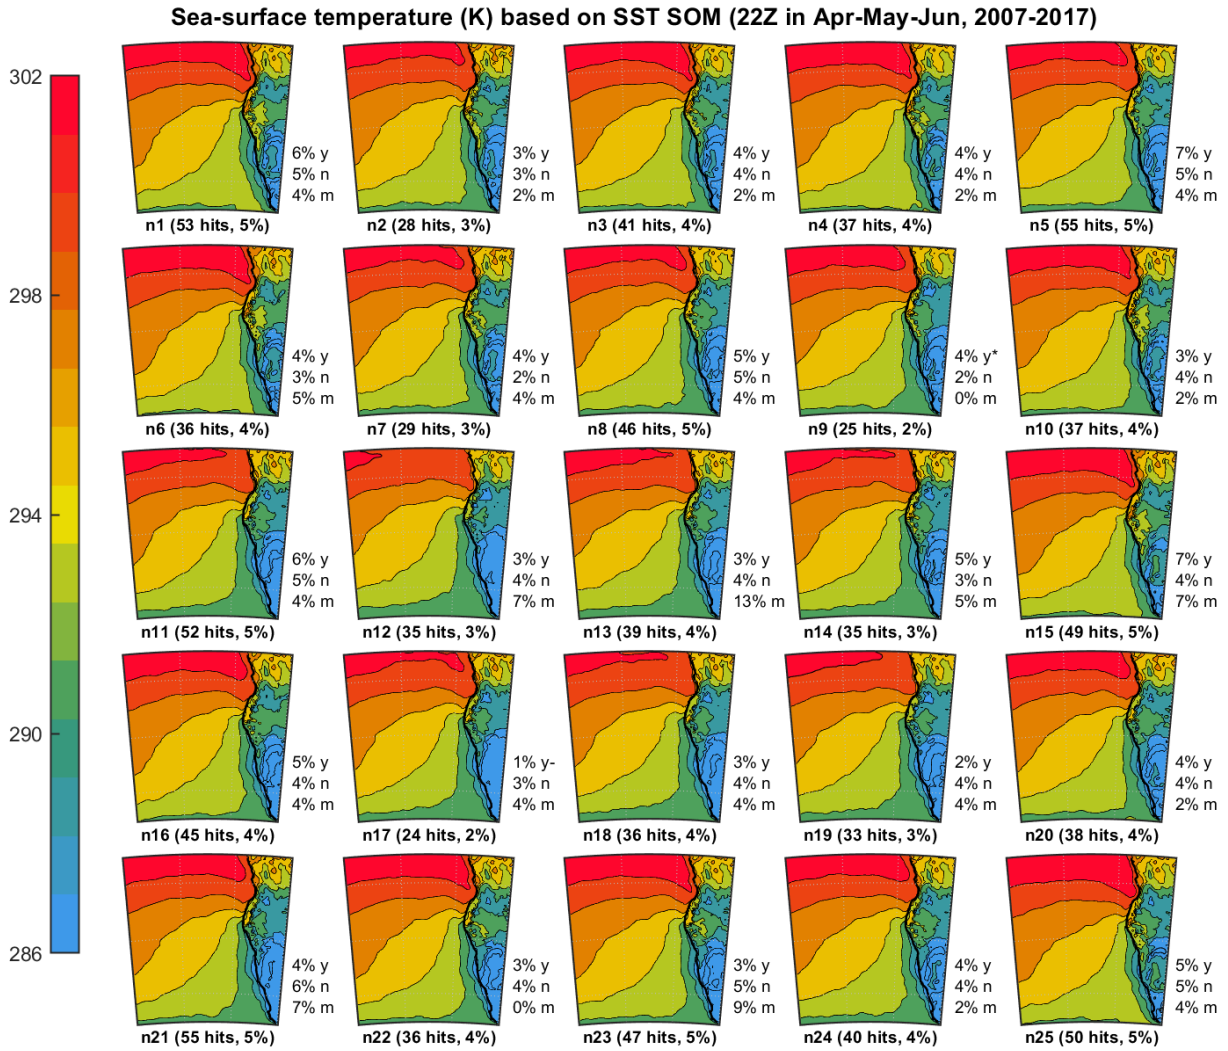 Sea-surface temperature (K) based on SST SOM (22Z in Apr-May-Jun, 2007-2017)
302
298
294
290
286
6% y
5% n
4% m
n1 (53 hits, 5%)
3% y
3% n
2% m
n2 (28 hits, 3%)
4% y
4% n
2% m
n3 (41 hits, 4%)
4% y
4% n
2% m
n4 (37 hits, 4%)
7% y
5% n
4% m
n5 (55 hits, 5%)
4% y
3% n
5% m
n6 (36 hits, 4%)
4% y
2% n
4% m
n7 (29 hits, 3%)
5% y
5% n
4% m
n8 (46 hits, 5%)
4% y*
2% n
0% m
n9 (25 hits, 2%)
3% y
4% n
2% m
n10 (37 hits, 4%)
6% y
5% n
4% m
n11 (52 hits, 5%)
3% y
4% n
7% m
n12 (35 hits, 3%)
3% y
4% n
13% m
n13 (39 hits, 4%)
5% y
3% n
5% m
n14 (35 hits, 3%)
7% y
4% n
7% m
n15 (49 hits, 5%)
5% y
4% n
4% m
n16 (45 hits, 4%)
1% y-
3% n
4% m
n17 (24 hits, 2%)
3% y
4% n
4% m
n18 (36 hits, 4%)
2% y
4% n
4% m
n19 (33 hits, 3%)
4% y
4% n
2% m
n20 (38 hits, 4%)
4% y
6% n
7% m
n21 (55 hits, 5%)
3% y
4% n
0% m
n22 (36 hits, 4%)
3% y
5% n
9% m
n23 (47 hits, 5%)
4% y
4% n
2% m
n24 (40 hits, 4%)
5% y
5% n
4% m
n25 (50 hits, 5%)